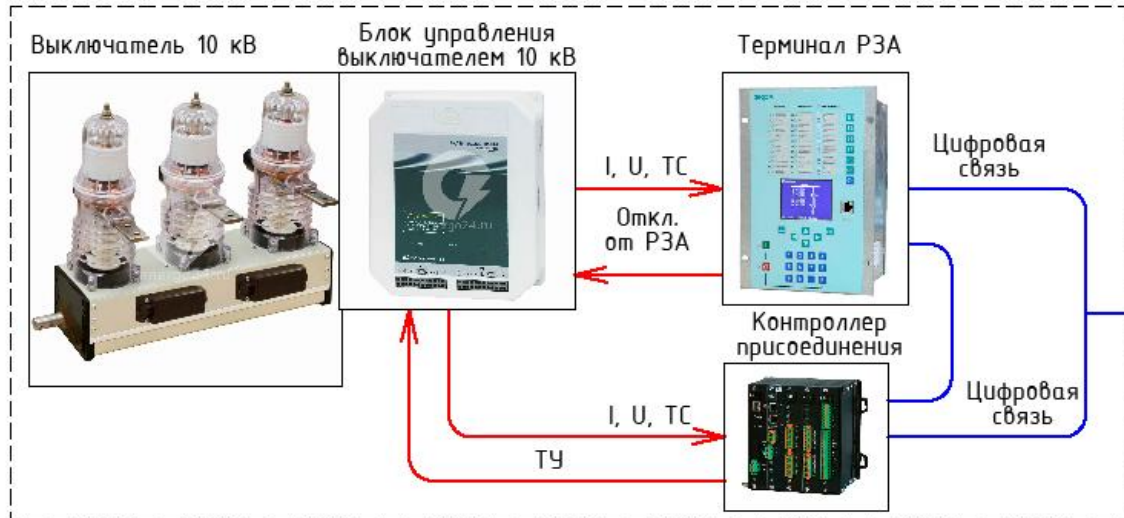 Выключатель 10 кВ
Блок управления
выключателем 10 кВ
Терминал РЗА
I, U, ТС
Откл.
от РЗА
Цифровая
связь
Контроллер
присоединения
I, U, ТС
ТУ
Цифровая
связь